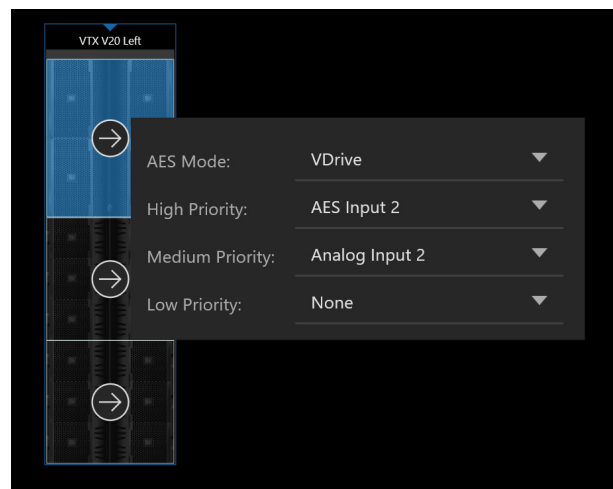 VTX V20 Left
AES Mode: VDrive
High Priority: AES Input 2
Medium Priority: Analog Input 2
Low Priority: None